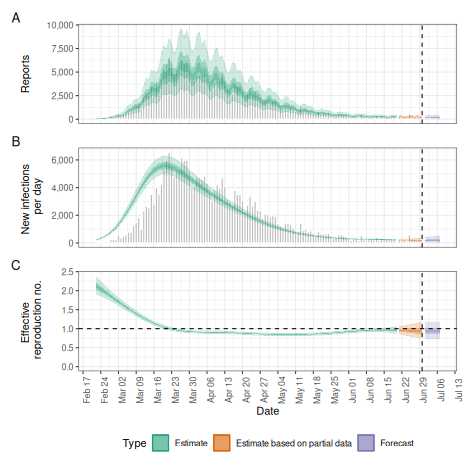 A
10,000
7,500
5,000
2,500
0
Reports
B
6,000
4,000
2,000
0
New infections
per day
C
2.5
2.0
1.5
1.0
0.5
0.0
Effective
reproduction no.
Feb 17
Feb 24
Mar 02
Mar 09
Mar 16
Mar 23
Mar 30
Apr 06
Apr 13
Apr 20
Apr 27
May 04
May 11
May 18
May 25
Jun 01
Jun 08
Jun 15
Jun 22
Jun 29
Jul 06
Jul 13
Date
Type Estimate Estimate based on partial data Forecast